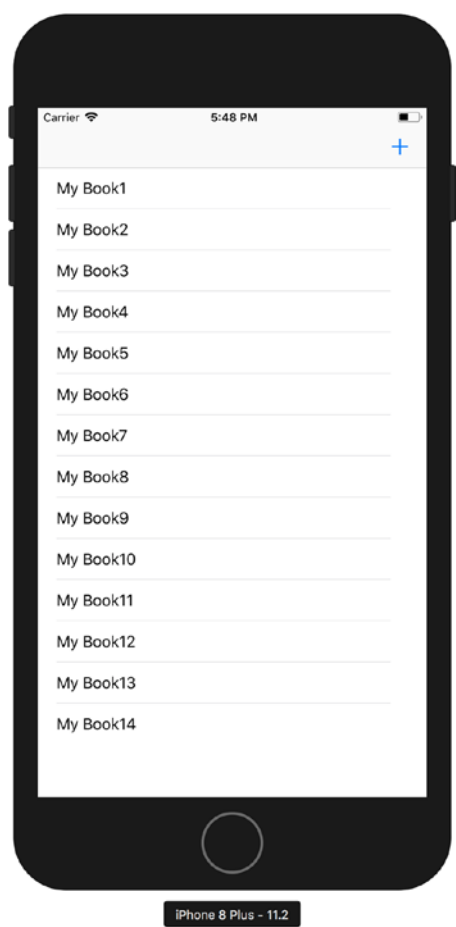 Carrier 5:48 PM
+
My Book1
My Book2
My Book3
My Book4
My Book5
My Book6
My Book7
My Book8
My Book9
My Book10
My Book11
My Book12
My Book13
My Book14
iPhone 8 Plus - 11.2